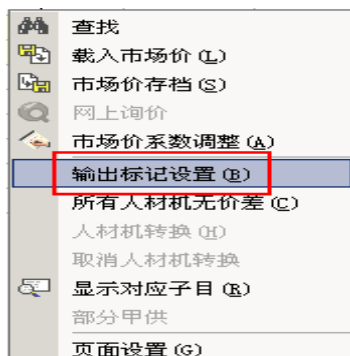 查找
载入市场价(L)
市场价存档(S)
网上询价
市场价系数调整(A)
输出标记设置(B)
所有人材机无价差(C)
人材机转换(H)
取消人材机转换
显示对应子目(R)
部分甲供
页面设置(G)